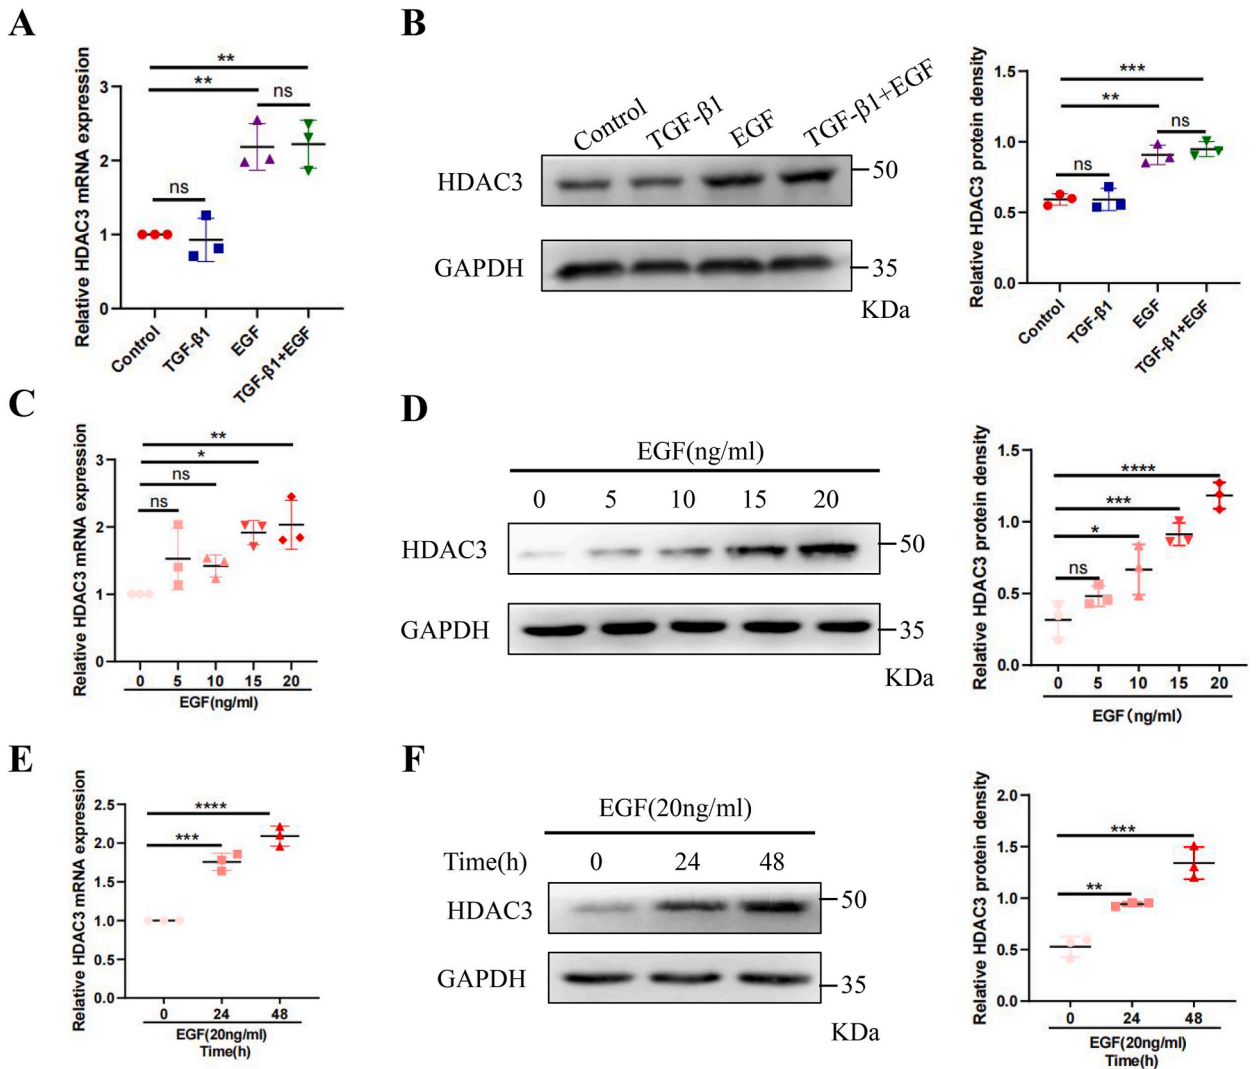 A
Relative HDAC3 mRNA expression
3
2
1
0
**
**
ns
ns
Control
TGF-β1
EGF
TGF-β1+EGF
B
Control
TGF-β1
EGF
TGF-β1+EGF
HDAC3
50
GAPDH
35
KDa
Relative HDAC3 protein density
1.5
1.0
0.5
0.0
***
**
ns
ns
Control
TGF-β1
EGF
TGF-β1+EGF
C
Relative HDAC3 mRNA expression
3
2
1
0
**
*
ns
ns
0 5 10 15 20
EGF(ng/ml)
D
EGF(ng/ml)
0 5 10 15 20
HDAC3
50
GAPDH
35
KDa
Relative HDAC3 protein density
1.5
1.0
0.5
0.0
****
***
*
ns
0 5 10 15 20
EGF(ng/ml)
E
Relative HDAC3 mRNA expression
2.5
2.0
1.5
1.0
0.5
0.0
****
***
0 24 48
EGF(20ng/ml)
Time(h)
F
EGF(20ng/ml)
Time(h) 0 24 48
HDAC3
50
GAPDH
35
KDa
Relative HDAC3 protein density
2.0
1.5
1.0
0.5
0.0
***
**
0 24 48
EGF(20ng/ml)
Time(h)